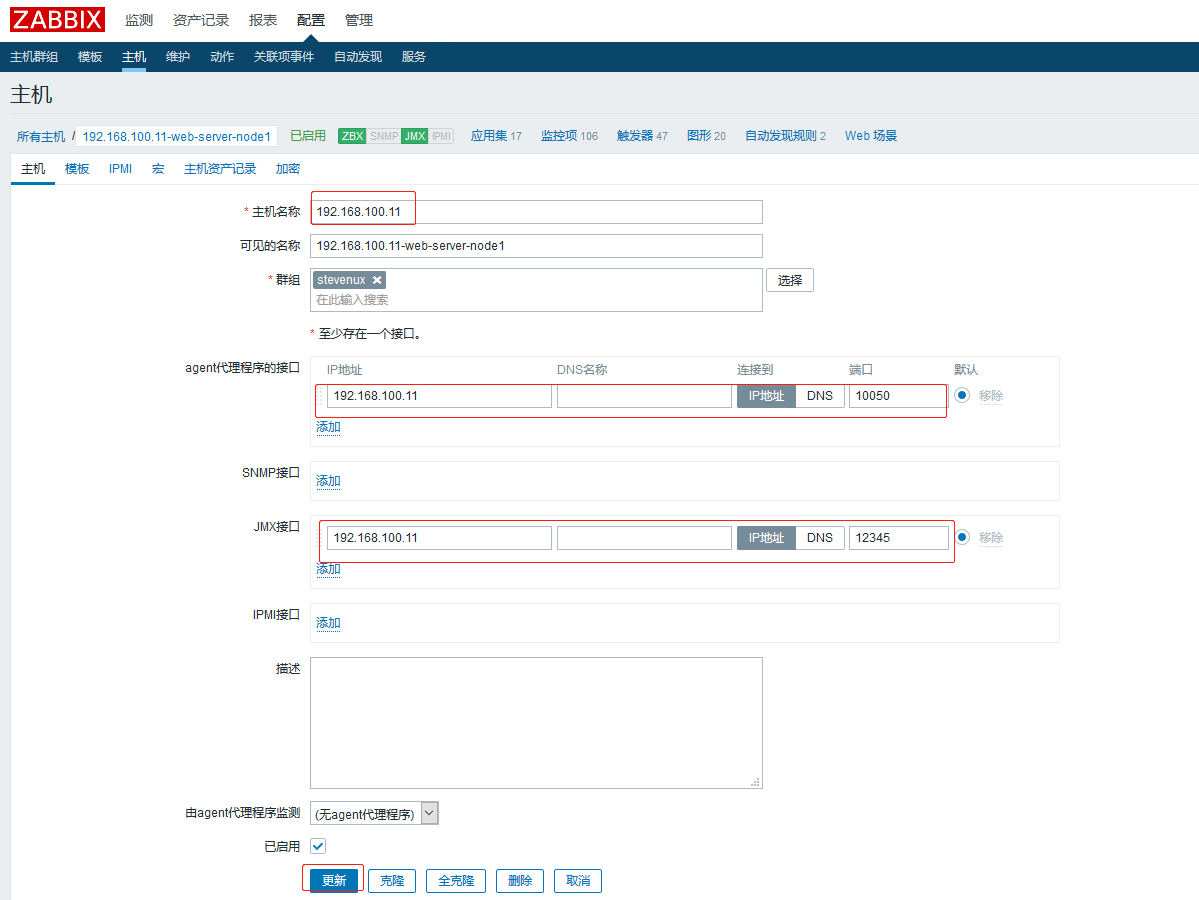 ZABBIX 监测 资产记录 报表 配置 管理
主机群组 模板 主机 维护 动作 关联项事件 自动发现 服务
主机
所有主机 / 192.168.100.11-web-server-node1 已启用 ZBX SNMP JMX IPMI 应用集 17 监控项 106 触发器 47 图形 20 自动发现规则 2 Web 场景
主机 模板 IPMI 宏 主机资产记录 加密
* 主机名称 192.168.100.11
可见的名称 192.168.100.11-web-server-node1
* 群组 stevenux × 选择
在此输入搜索
* 至少存在一个接口。
agent代理程序的接口 IP地址 DNS名称 连接到 端口 默认
192.168.100.11 IP地址 DNS 10050 移除
添加
SNMP接口 添加
JMX接口 192.168.100.11 IP地址 DNS 12345 移除
添加
IPMI接口 添加
描述
由agent代理程序监测 (无agent代理程序)
已启用
更新 克隆 全克隆 删除 取消